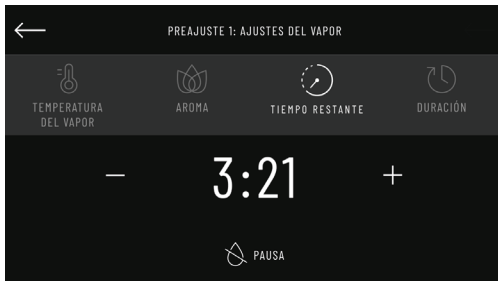 PREAJUSTE 1: AJUSTES DEL VAPOR
TEMPERATURA
DEL VAPOR
AROMA
TIEMPO RESTANTE
DURACIÓN
− 3:21 +
PAUSA